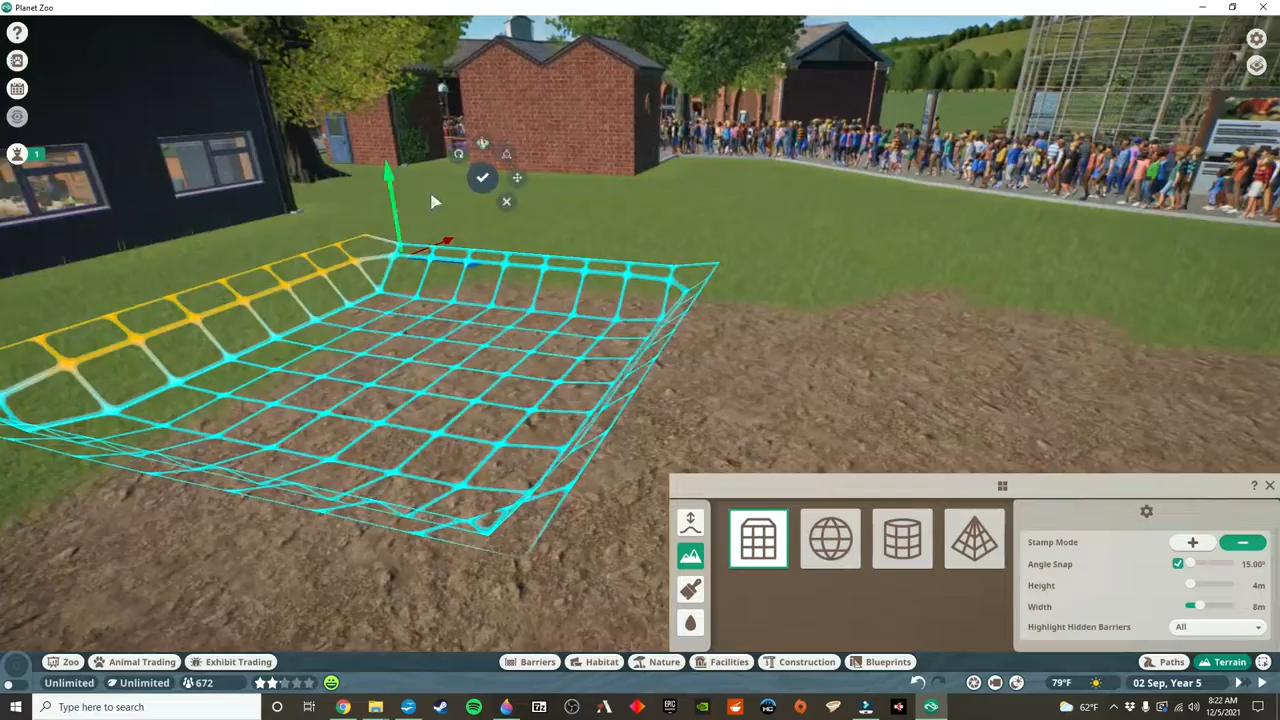 Planet Zoo
1
Stamp Mode
Angle Snap 15.00°
Height 4m
Width 8m
Highlight Hidden Barriers All
Zoo Animal Trading Exhibit Trading Barriers Habitat Nature Facilities Construction Blueprints Paths Terrain
Unlimited Unlimited 672 79°F 02 Sep, Year 5
Type here to search 62°F 8:22 AM
12/5/2021